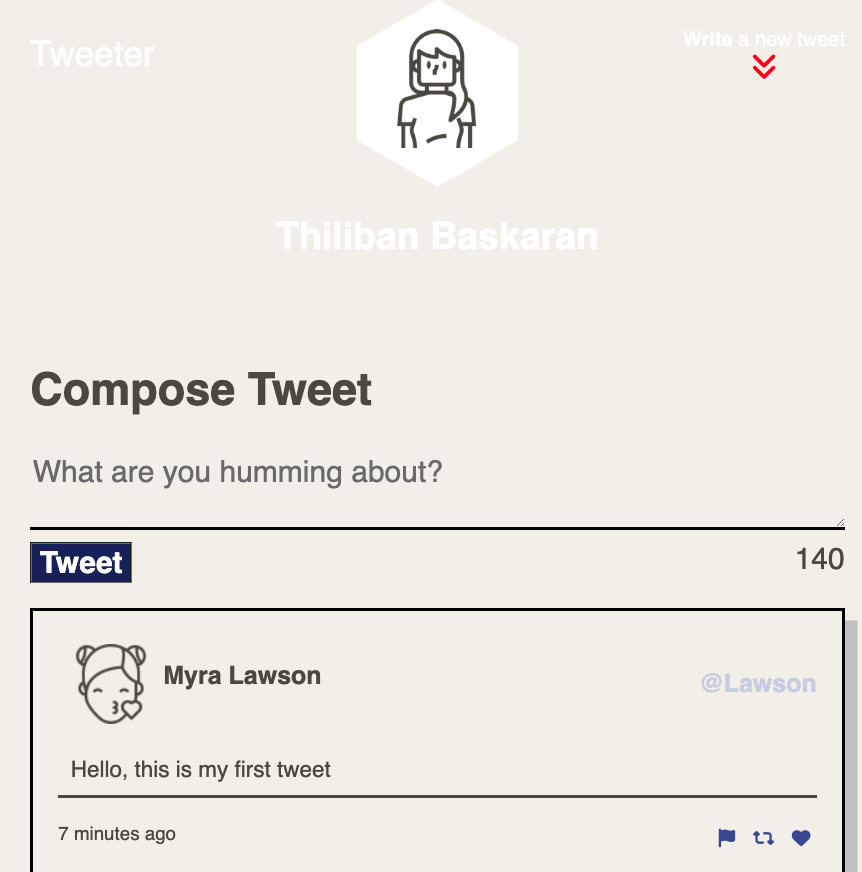 Tweeter
Write a new tweet
Thiliban Baskaran
Compose Tweet
What are you humming about?
Tweet
140
Myra Lawson
@Lawson
Hello, this is my first tweet
7 minutes ago